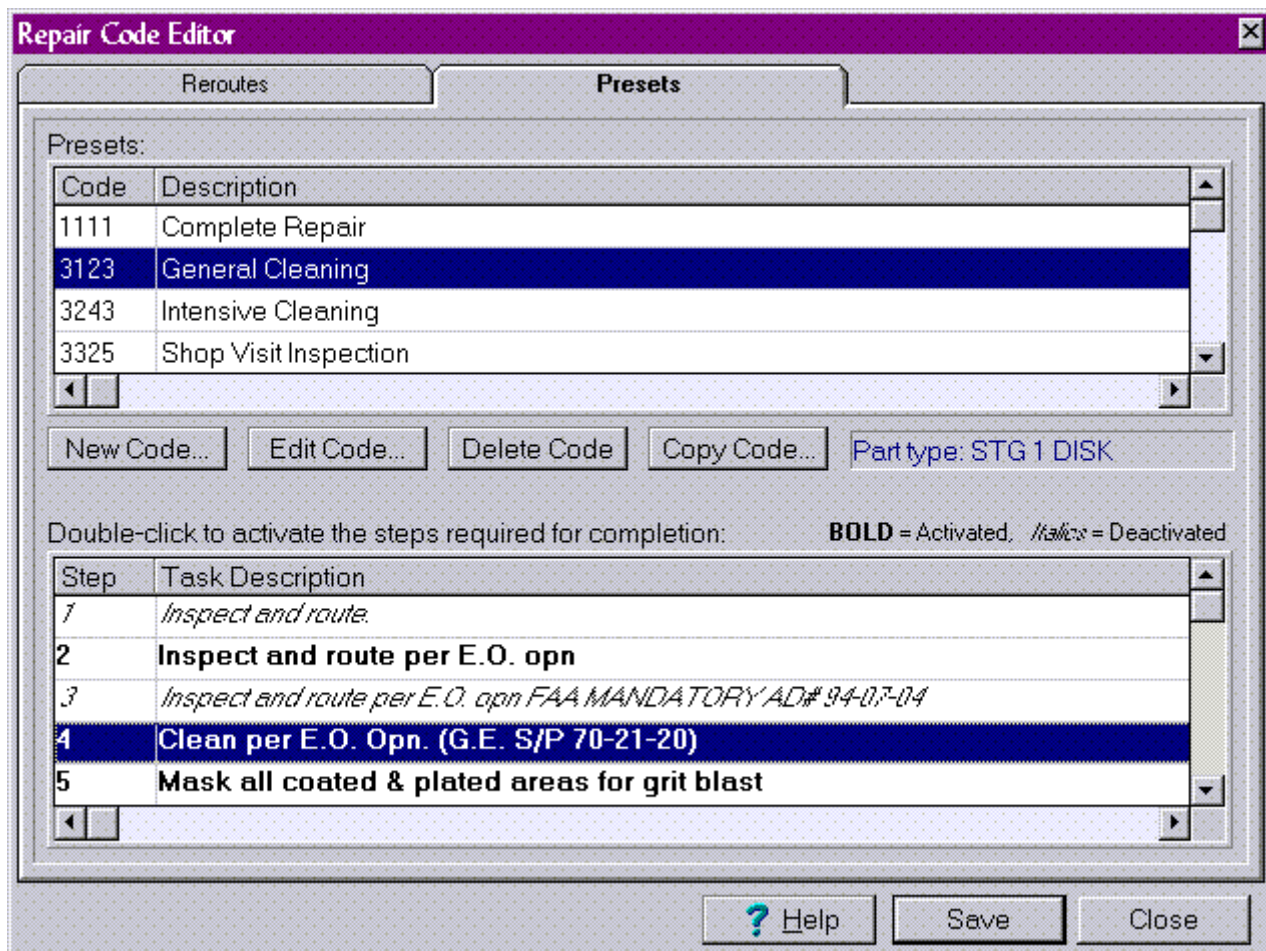 Repair Code Editor
Reroutes Presets
Presets:
Code Description
1111 Complete Repair
3123 General Cleaning
3243 Intensive Cleaning
3325 Shop Visit Inspection
New Code... Edit Code... Delete Code Copy Code... Part type: STG 1 DISK
Double-click to activate the steps required for completion: BOLD = Activated, Italics = Deactivated
Step Task Description
1 Inspect and route.
2 Inspect and route per E.O. opn
3 Inspect and route per E.O. opn FAA MANDATORY AD# 94-07-04
4 Clean per E.O. Opn. (G.E. S/P 70-21-20)
5 Mask all coated & plated areas for grit blast
? Help Save Close